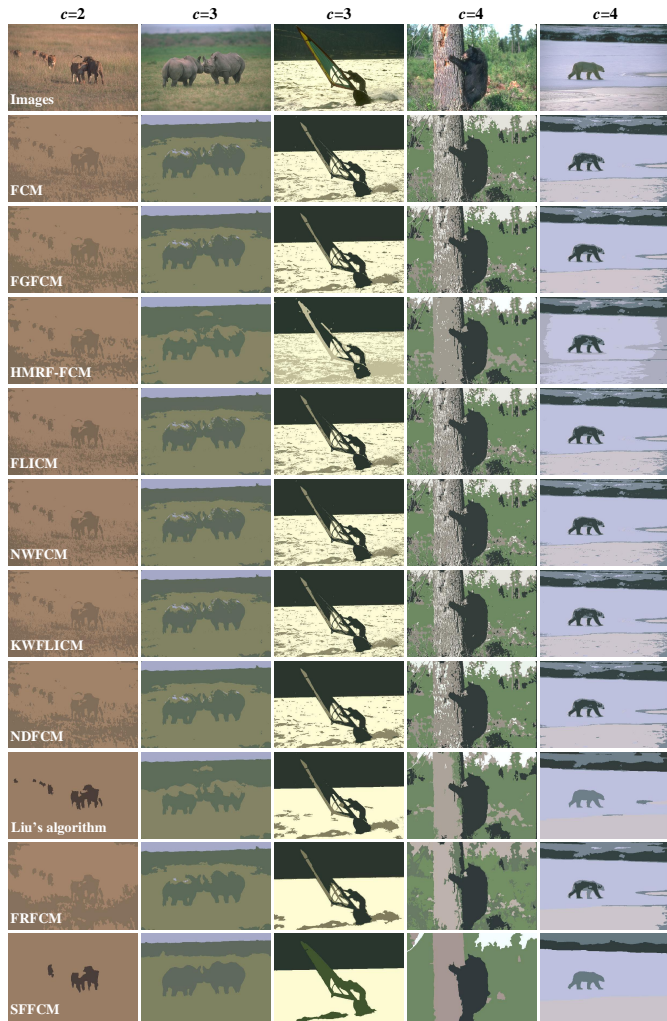 c=2 c=3 c=3 c=4 c=4
Images
FCM
FGFCM
HMRF-FCM
FLICM
NWFCM
KWFLICM
NDFCM
Liu's algorithm
FRFCM
SFFCM